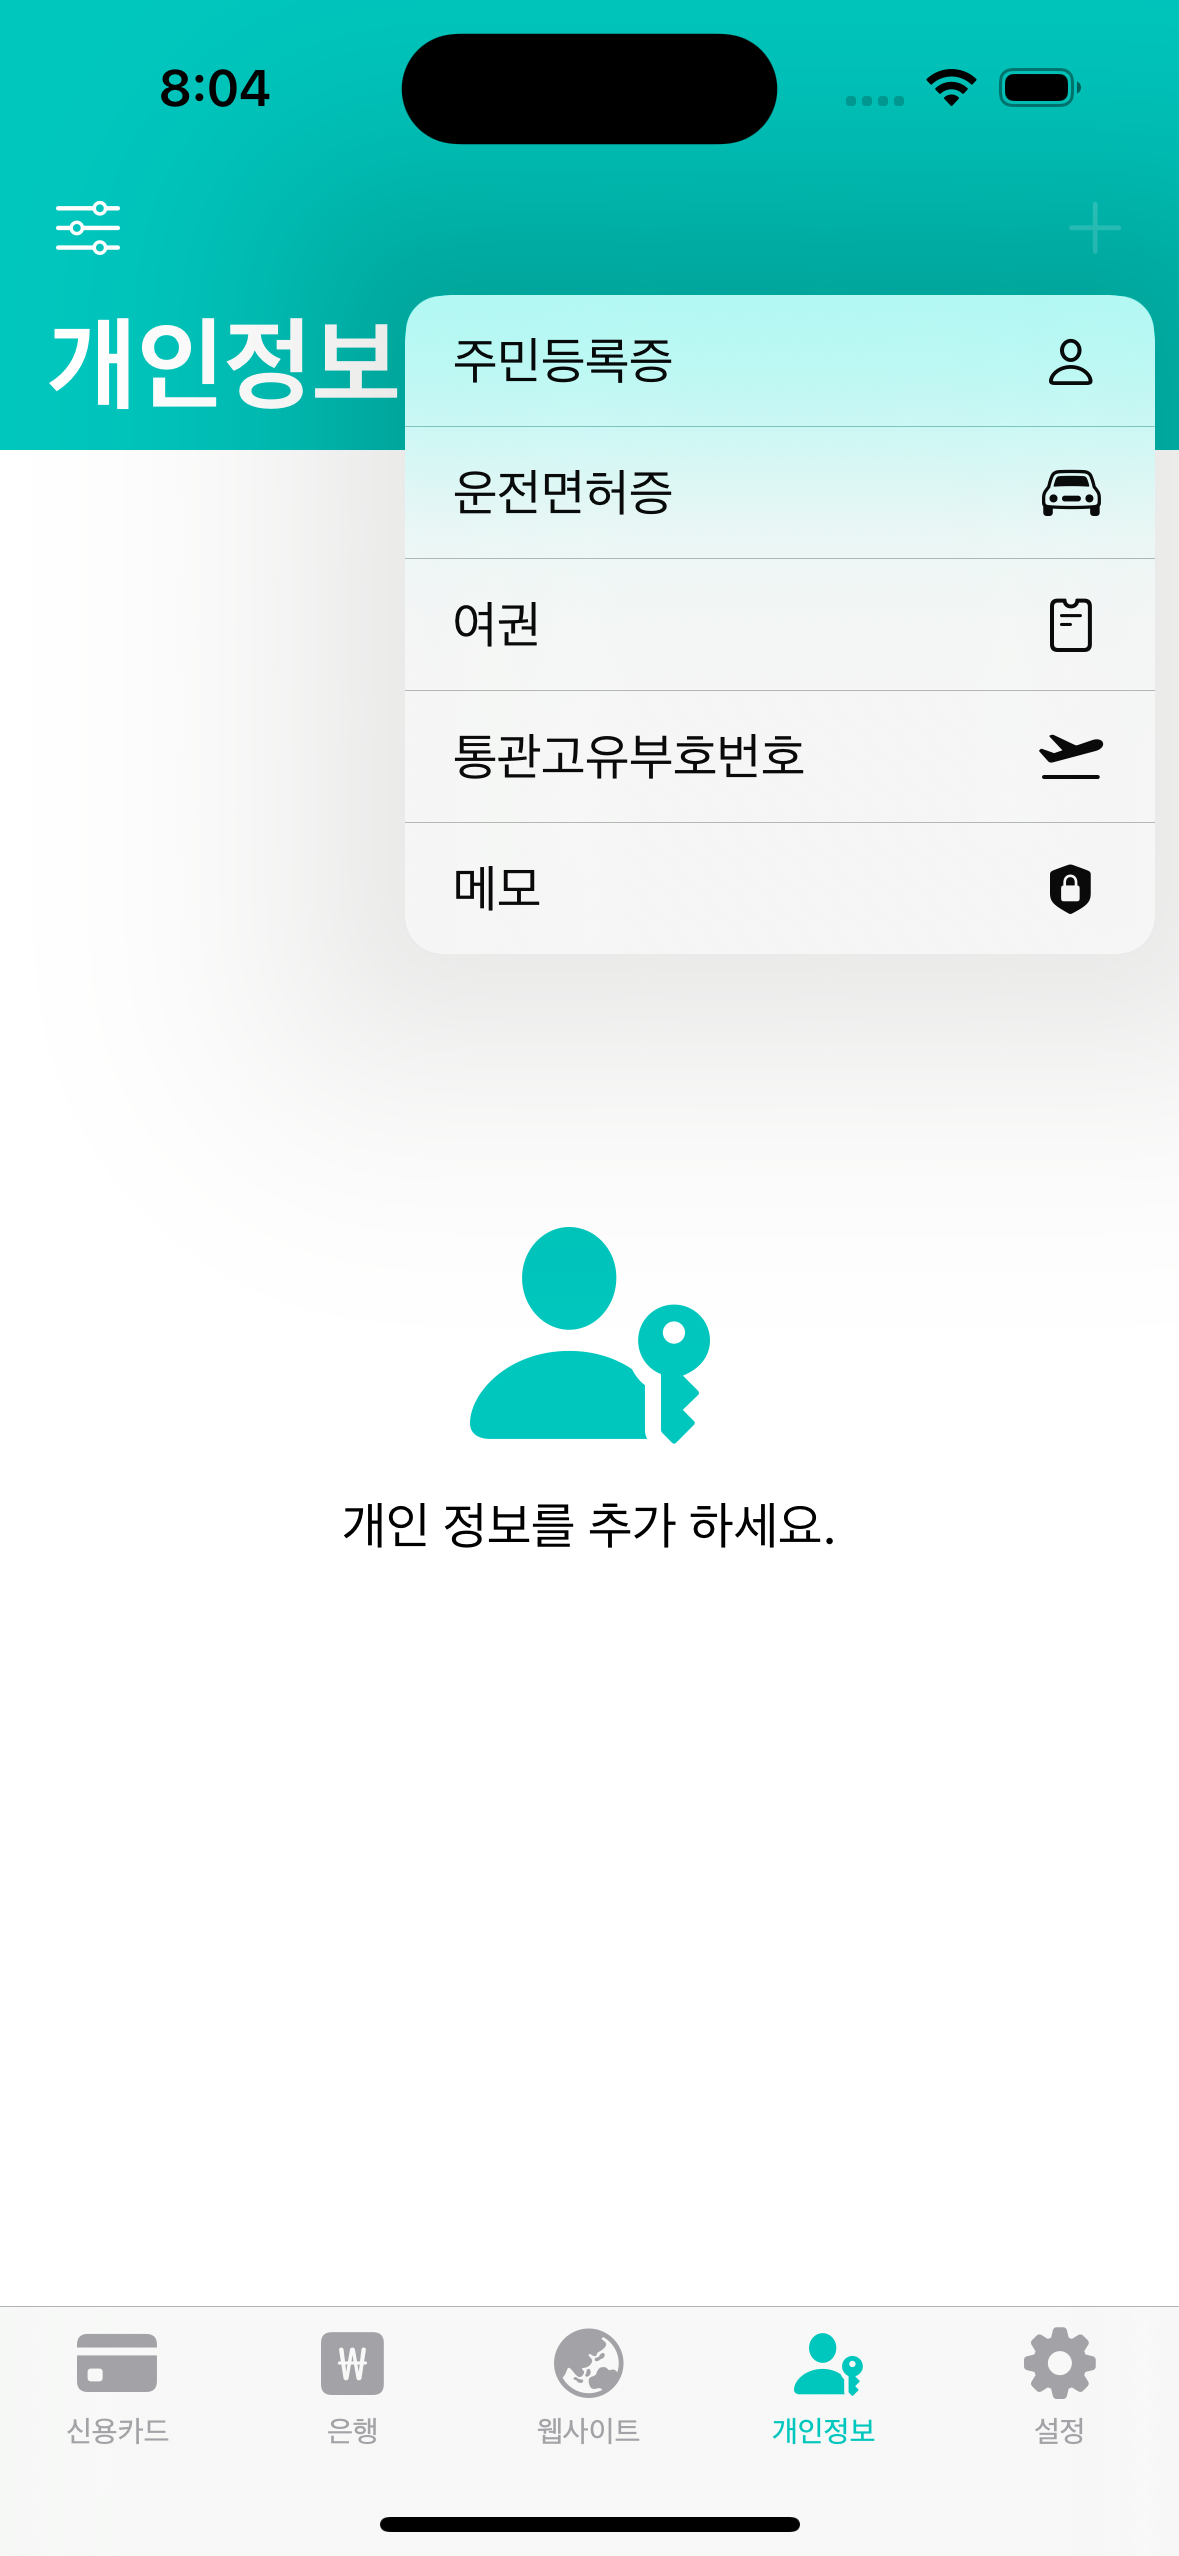 8:04
개인정보
주민등록증
운전면허증
여권
통관고유부호번호
메모
개인 정보를 추가 하세요.
신용카드
은행
웹사이트
개인정보
설정